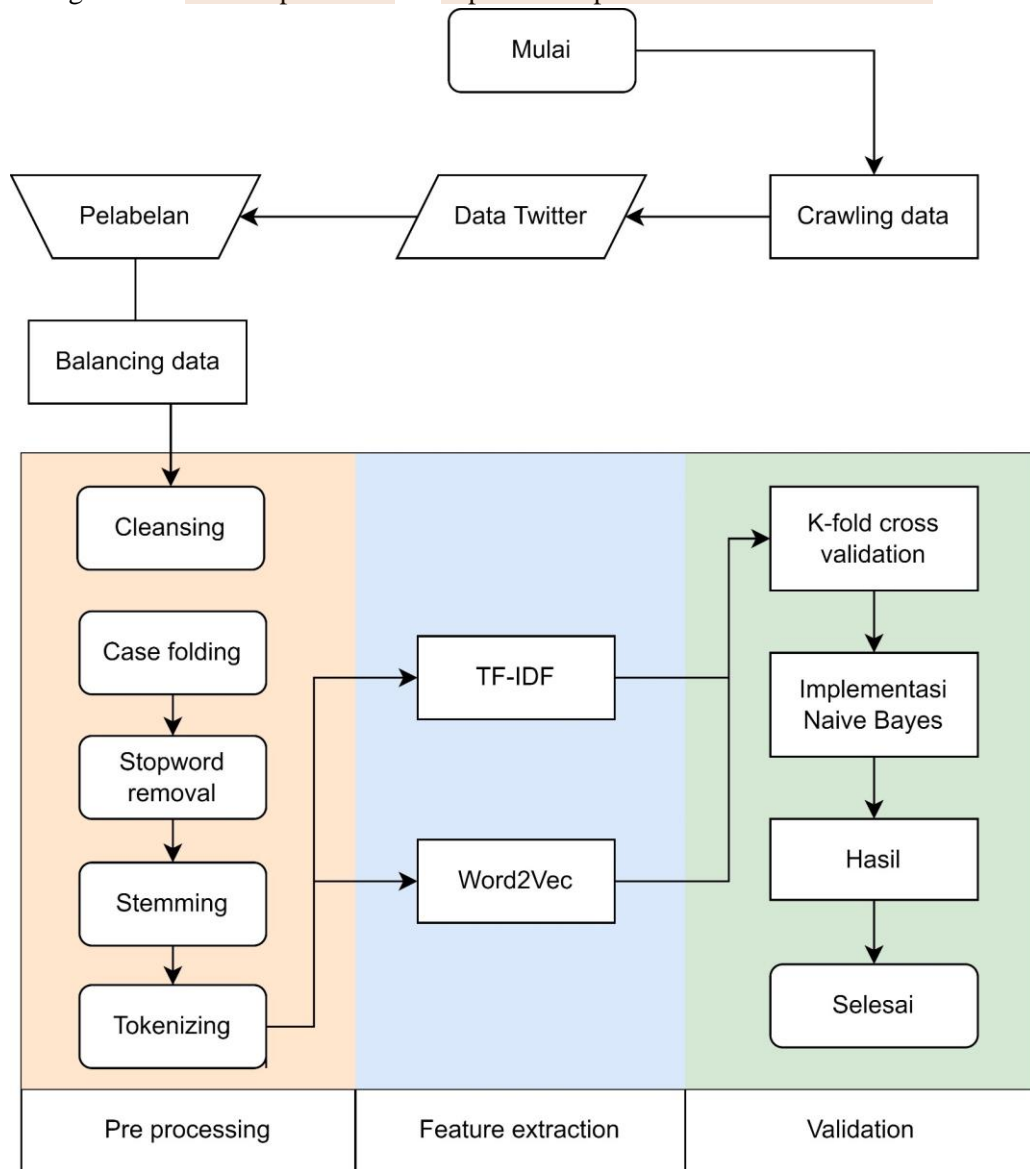 Mulai
Crawling data
Data Twitter
Pelabelan
Balancing data
Cleansing
Case folding
Stopword
removal
Stemming
Tokenizing
TF-IDF
Word2Vec
K-fold cross
validation
Implementasi
Naive Bayes
Hasil
Selesai
Pre processing
Feature extraction
Validation